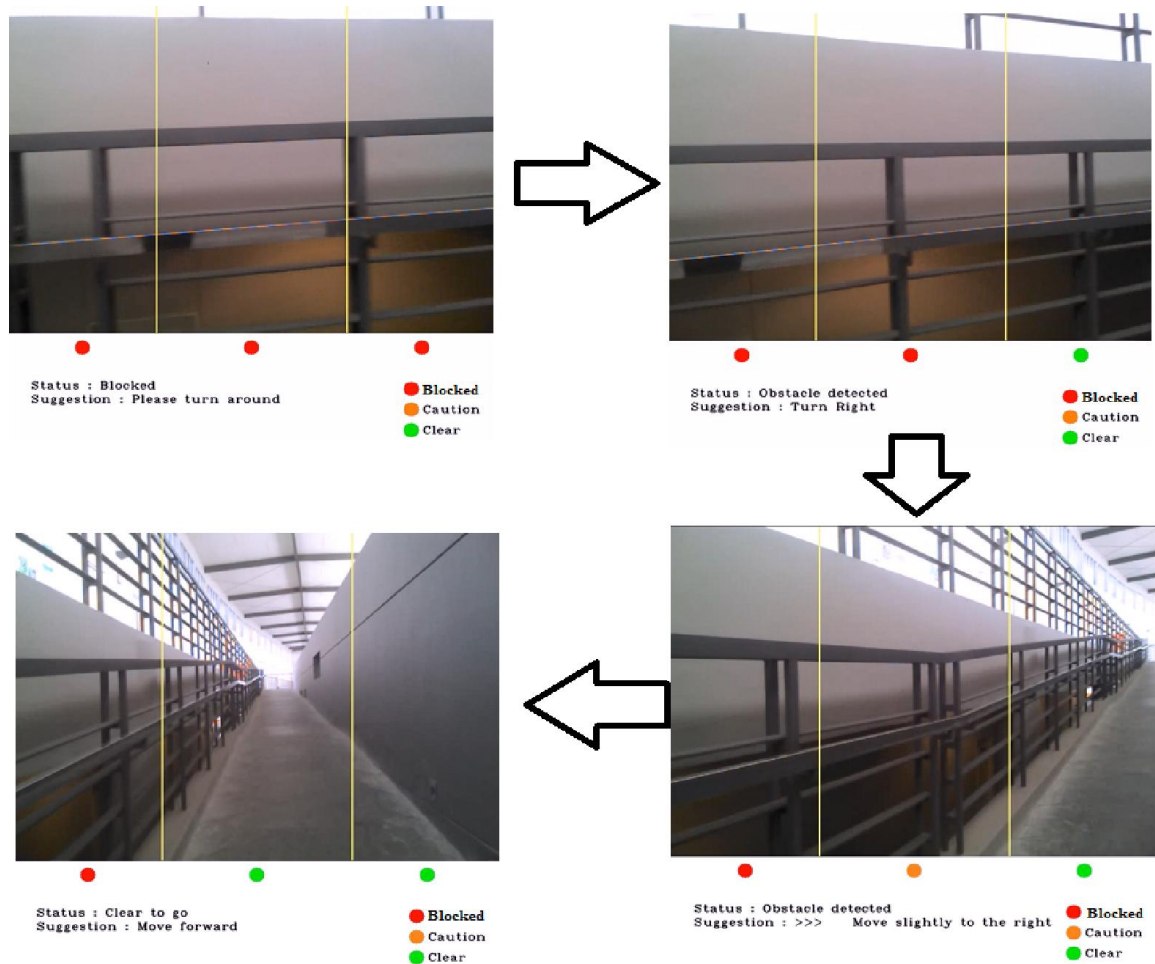 Status : Blocked
Suggestion : Please turn around
Blocked
Caution
Clear
Status : Obstacle detected
Suggestion : Turn Right
Blocked
Caution
Clear
Status : Obstacle detected
Suggestion : >>> Move slightly to the right
Blocked
Caution
Clear
Status : Clear to go
Suggestion : Move forward
Blocked
Caution
Clear